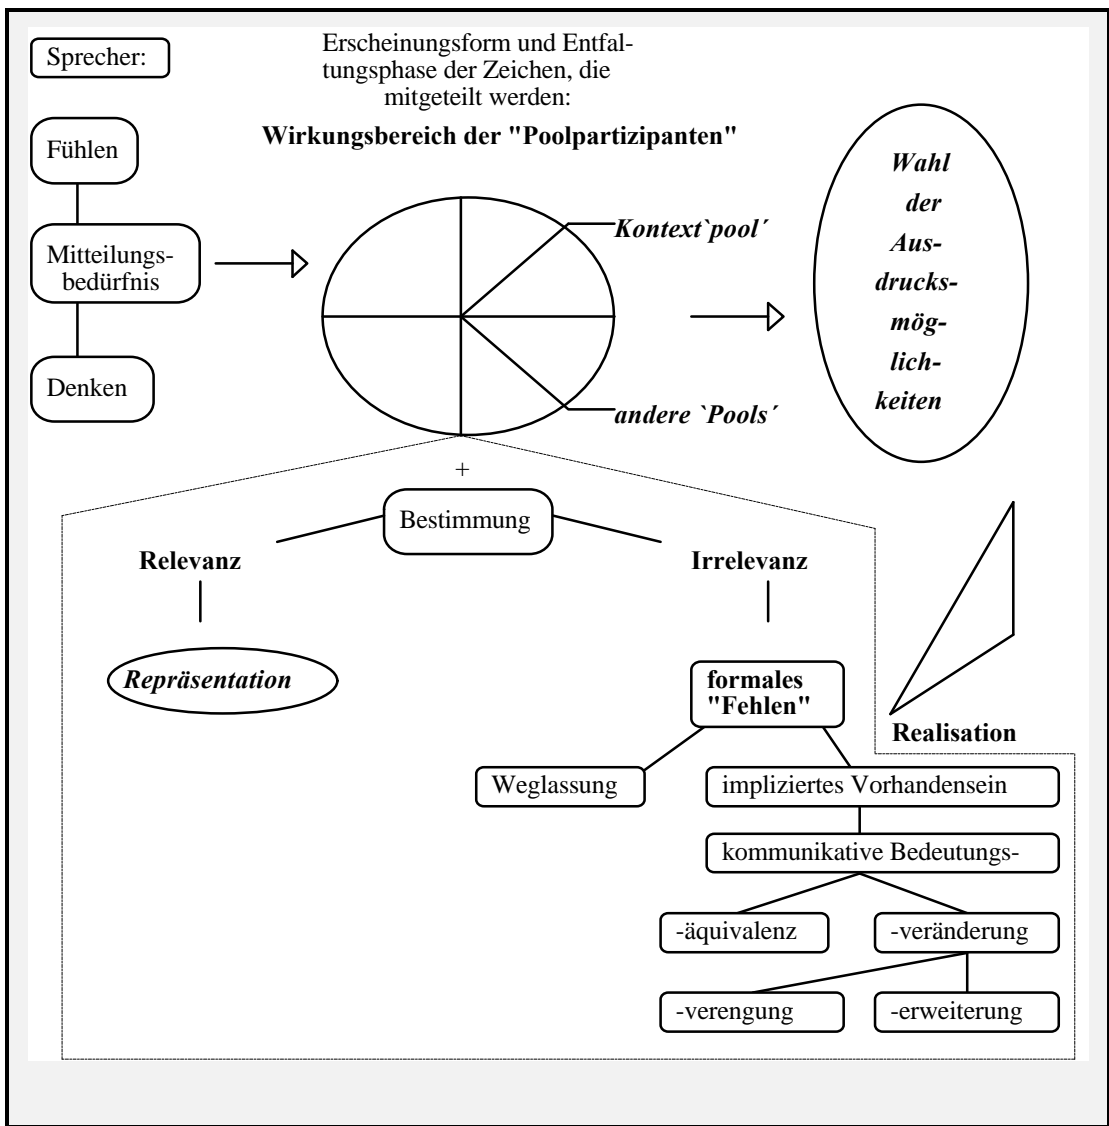 Sprecher:
Erscheinungsform und Entfal-
tungsphase der Zeichen, die
mitgeteilt werden:
Wirkungsbereich der "Poolpartizipanten"
Fühlen
Mitteilungs-
bedürfnis
Denken
Kontext`pool´
andere `Pools´
Wahl
der
Aus-
drucks-
mög-
lich-
keiten
+
Bestimmung
Relevanz
Irrelevanz
Repräsentation
formales
"Fehlen"
Realisation
Weglassung
impliziertes Vorhandensein
kommunikative Bedeutungs-
-äquivalenz
-veränderung
-verengung
-erweiterung